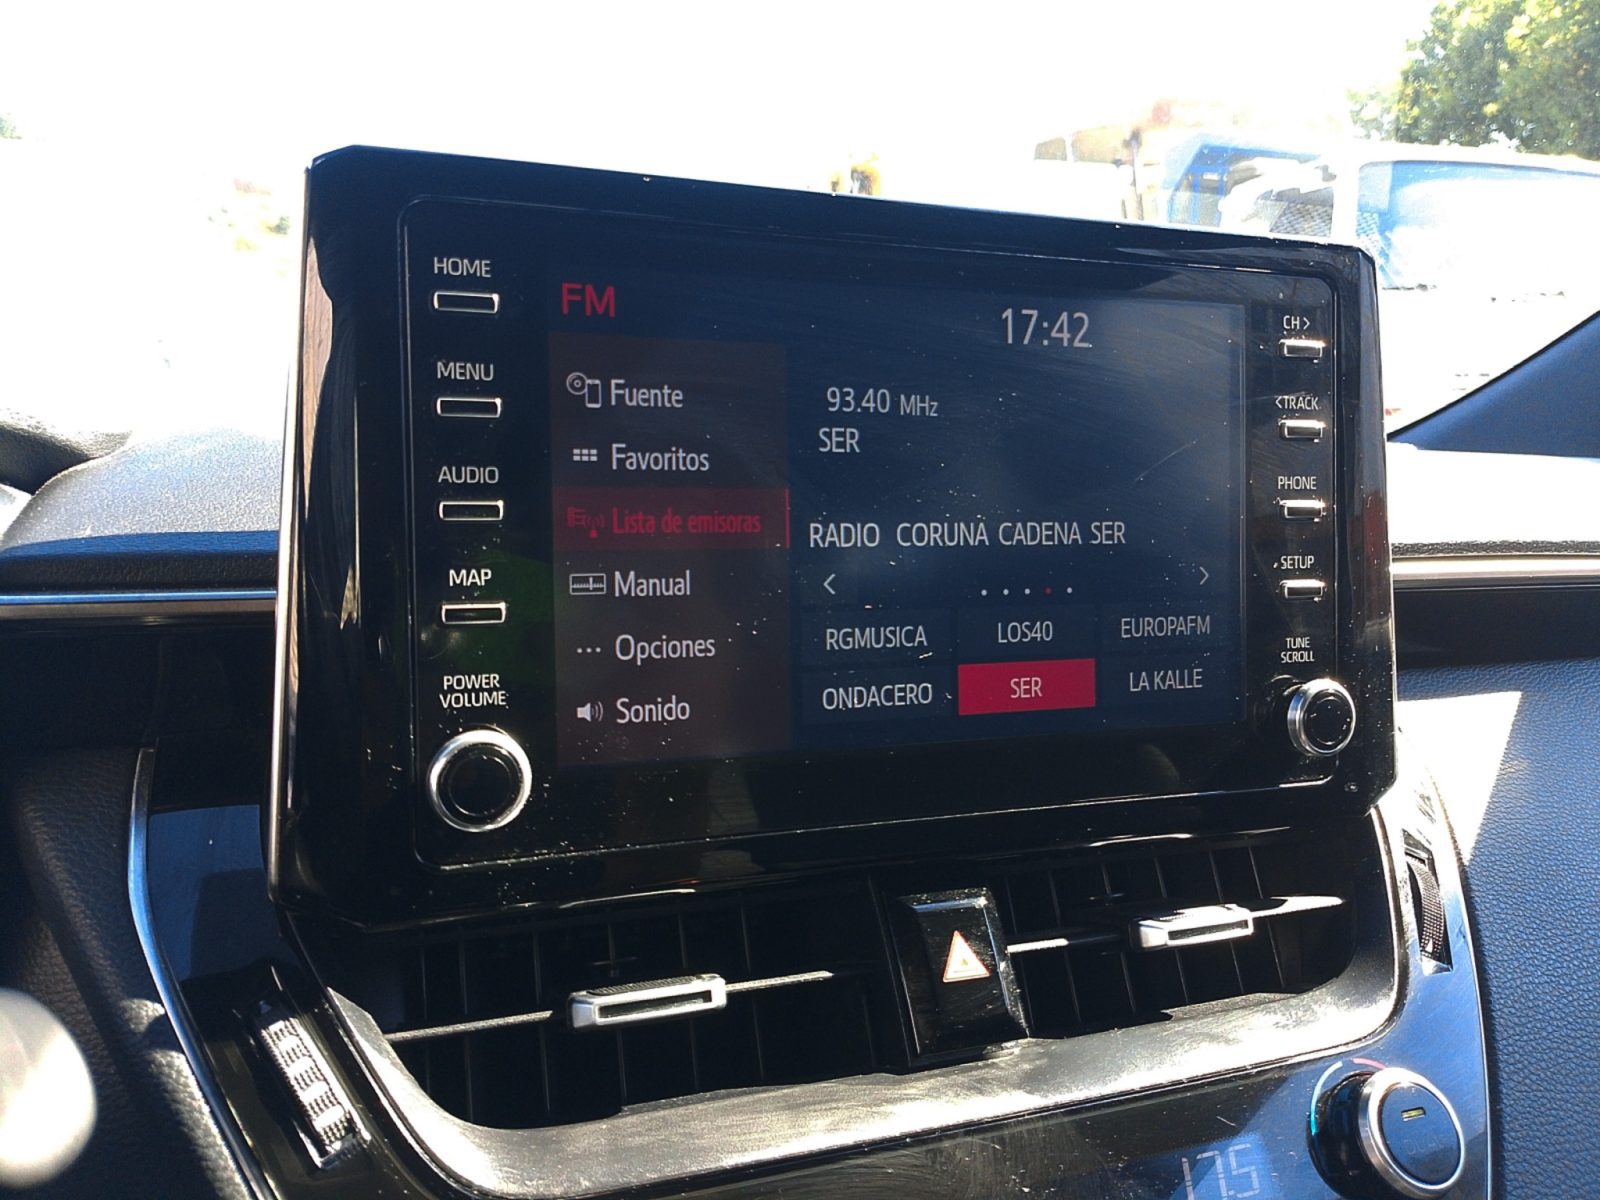 HOME
MENU
AUDIO
MAP
POWER
VOLUME
FM
17:42
Fuente
Favoritos
Lista de emisoras
Manual
Opciones
Sonido
93.40 MHz
SER
RADIO CORUNA CADENA SER
RGMUSICA LOS40 EUROPAFM
ONDACERO SER LA KALLE
CH>
<TRACK
PHONE
SETUP
TUNE
SCROLL
17.5